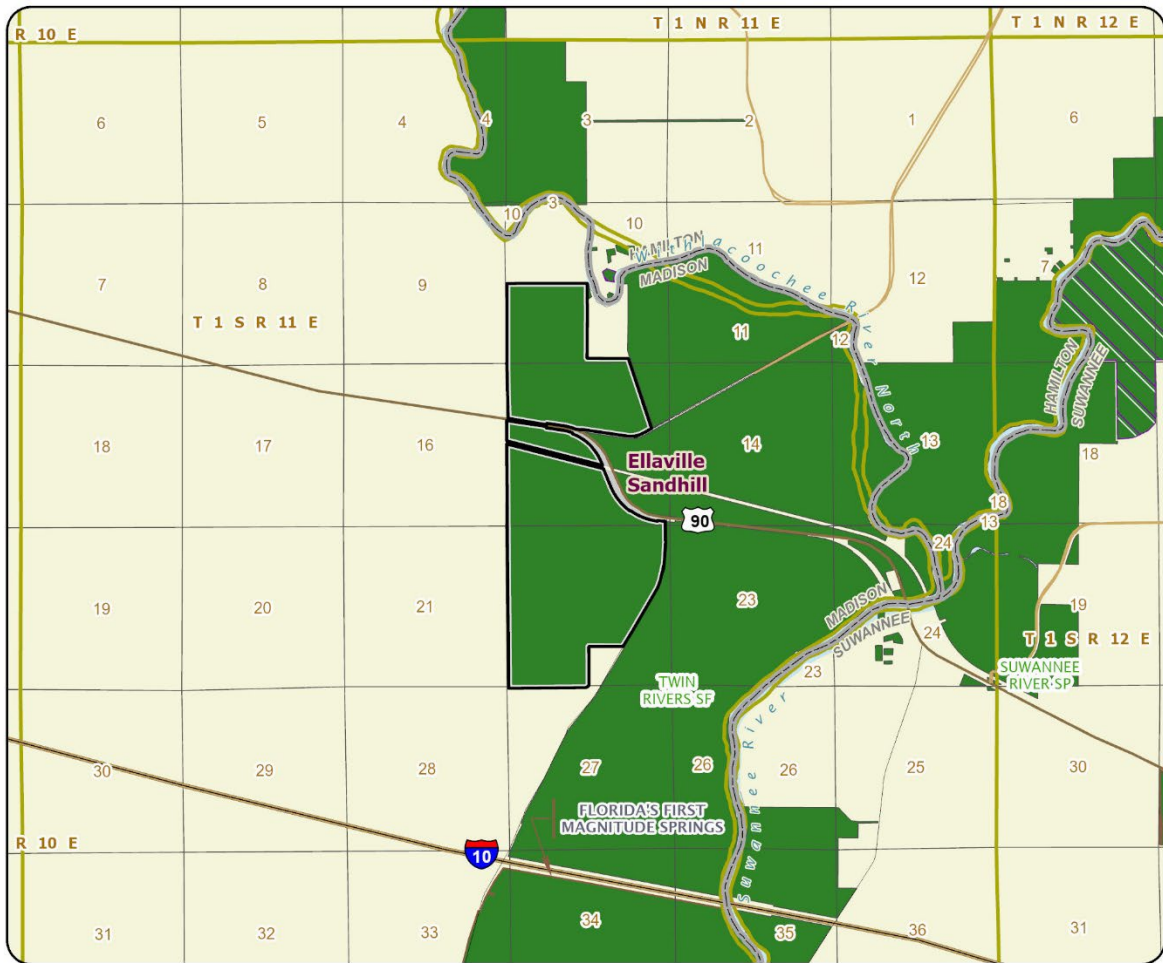 T 1 N R 11 E
T 1 N R 12 E
R 10 E
6
5
4
4
3
2
1
6
10
3
10
11
7
8
9
12
7
HAMILTON
MADISON
Withlacoochee River North
T 1 S R 11 E
11
12
HAMILTON
SUWANNEE
18
17
16
14
13
18
Ellaville
Sandhill
90
18
13
24
19
20
21
23
MADISON
SUWANNEE
24
19
T 1 S R 12 E
23
SUWANNEE
RIVER SP
TWIN
RIVERS SF
Suwannee River
30
29
28
27
26
26
25
30
FLORIDA'S FIRST
MAGNITUDE SPRINGS
R 10 E
10
31
32
33
34
35
36
31